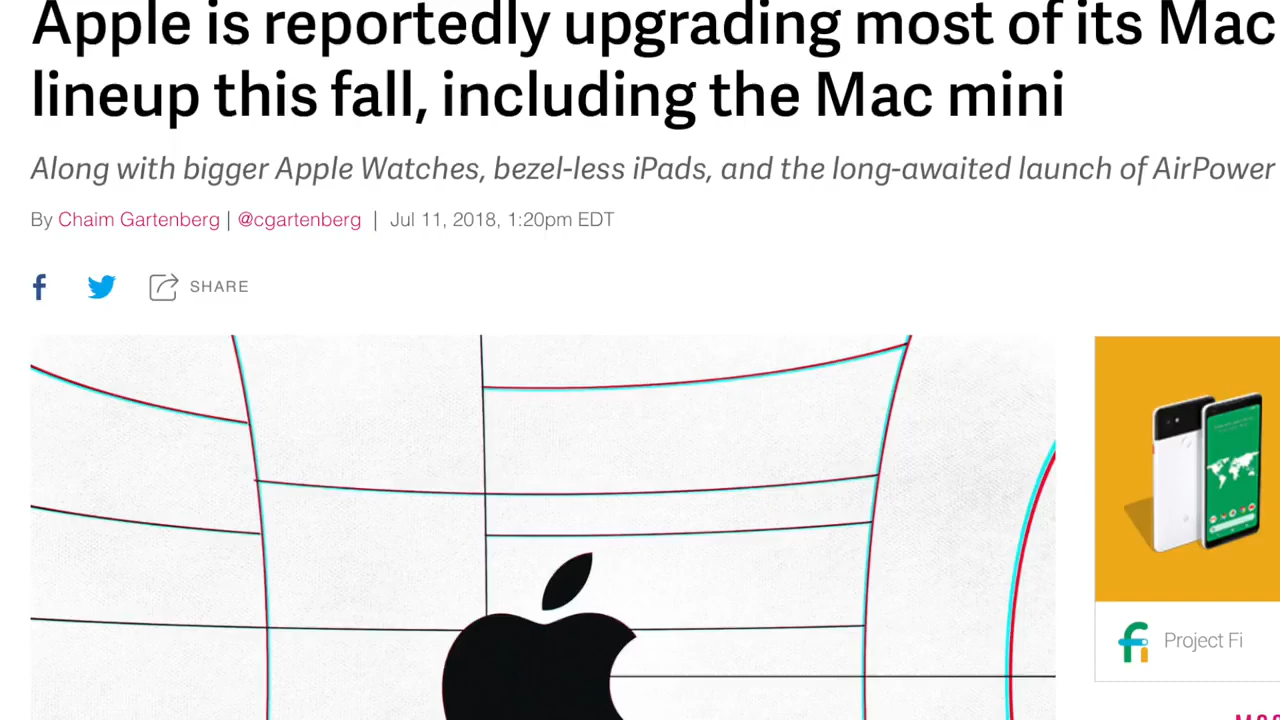 Apple is reportedly upgrading most of its Mac
lineup this fall, including the Mac mini
Along with bigger Apple Watches, bezel-less iPads, and the long-awaited launch of AirPower
By Chaim Gartenberg | @cgartenberg | Jul 11, 2018, 1:20pm EDT
SHARE
Project Fi